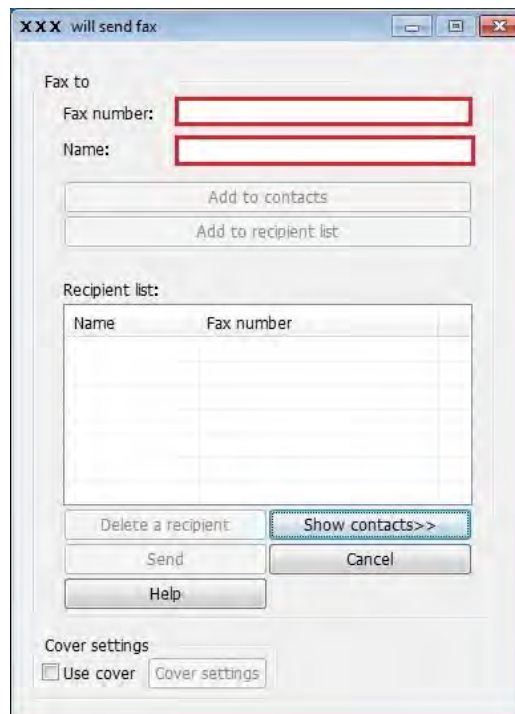 XXX will send fax
Fax to
Fax number:
Name:
Add to contacts
Add to recipient list
Recipient list:
Name Fax number
Delete a recipient Show contacts>>
Send Cancel
Help
Cover settings
Use cover Cover settings